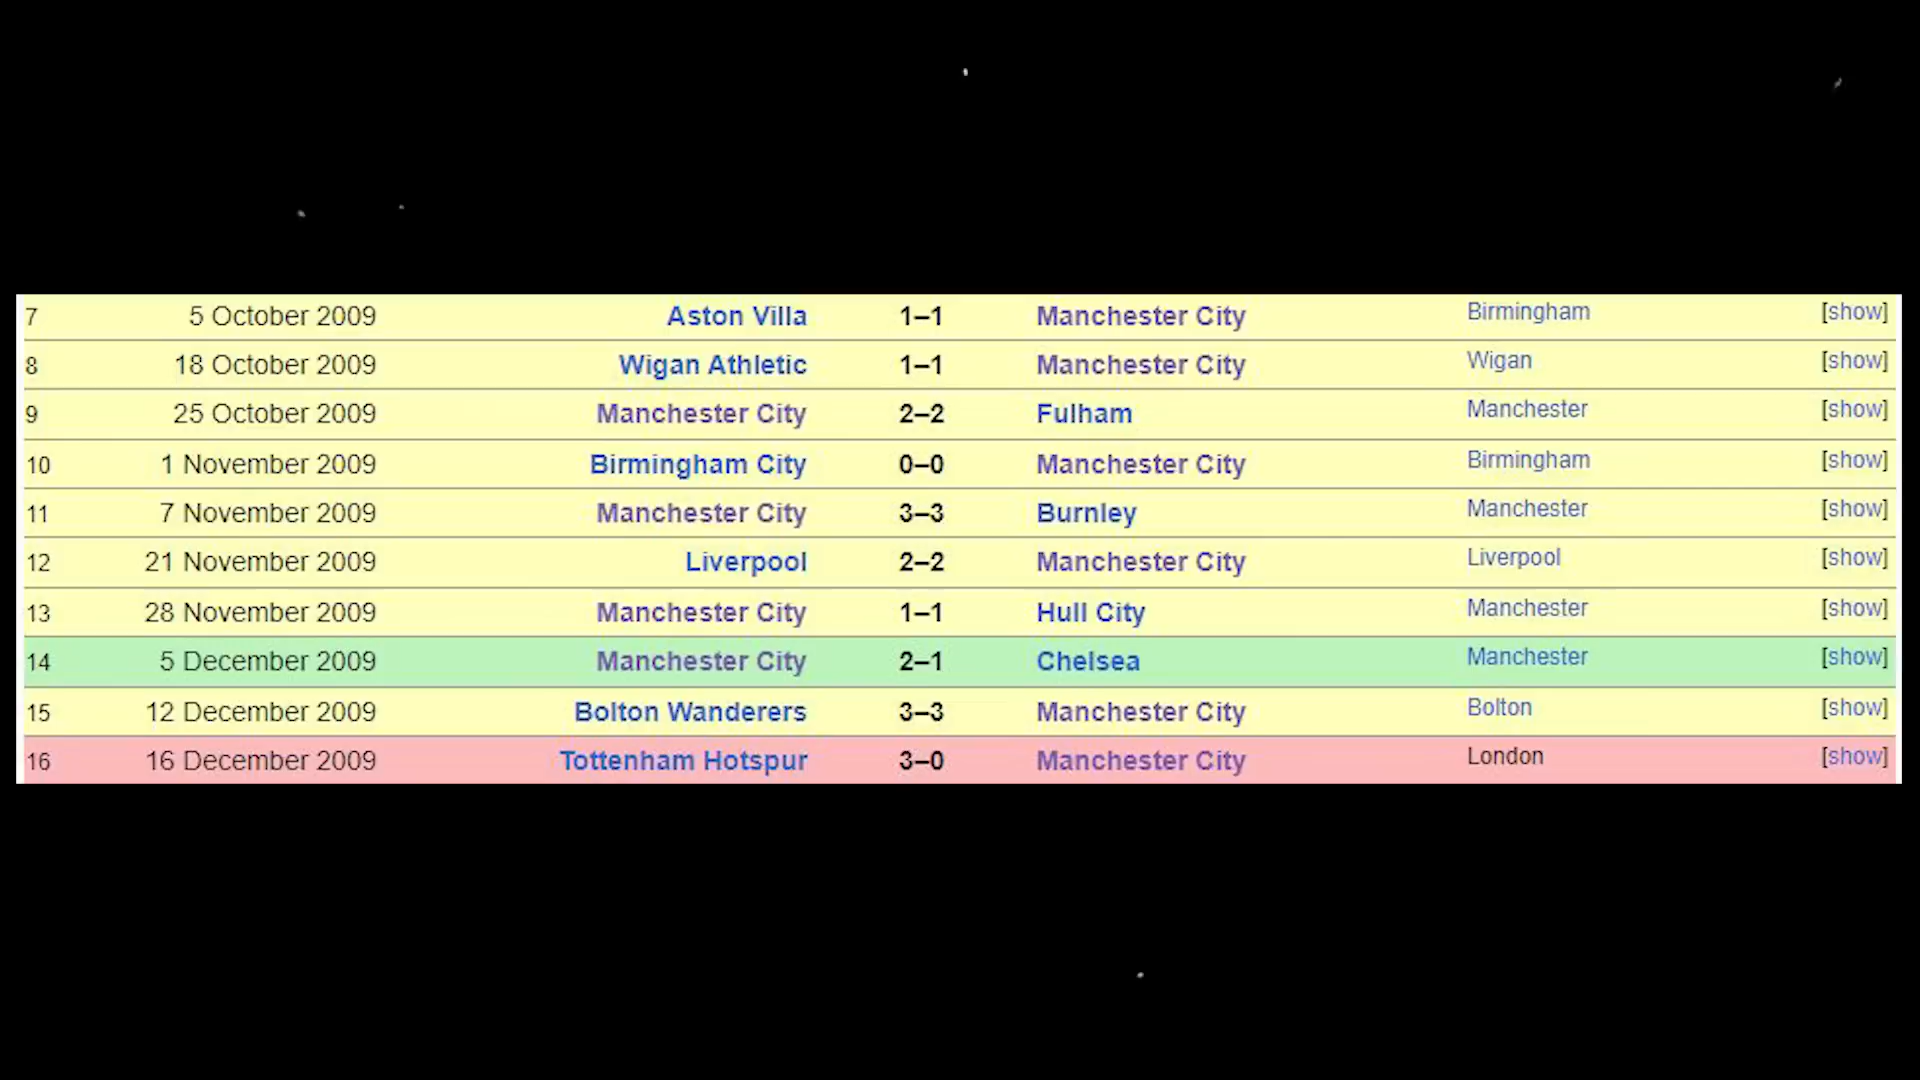 7 5 October 2009 Aston Villa 1–1 Manchester City Birmingham [show]
8 18 October 2009 Wigan Athletic 1–1 Manchester City Wigan [show]
9 25 October 2009 Manchester City 2–2 Fulham Manchester [show]
10 1 November 2009 Birmingham City 0–0 Manchester City Birmingham [show]
11 7 November 2009 Manchester City 3–3 Burnley Manchester [show]
12 21 November 2009 Liverpool 2–2 Manchester City Liverpool [show]
13 28 November 2009 Manchester City 1–1 Hull City Manchester [show]
14 5 December 2009 Manchester City 2–1 Chelsea Manchester [show]
15 12 December 2009 Bolton Wanderers 3–3 Manchester City Bolton [show]
16 16 December 2009 Tottenham Hotspur 3–0 Manchester City London [show]